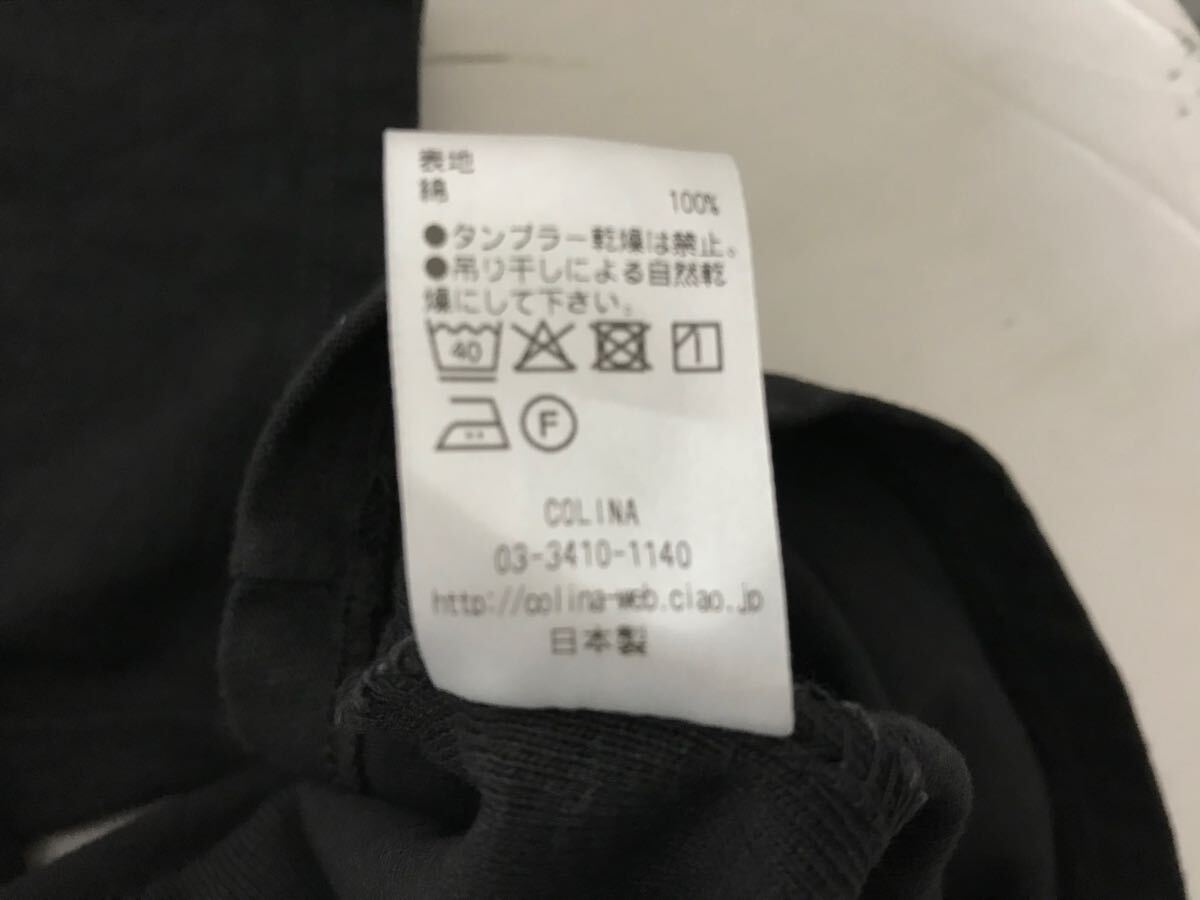 表地
綿 100%
●タンブラー乾燥は禁止。
●吊り干しによる自然乾
燥にして下さい。
40
F
COLINA
03-3410-1140
http://colina-web.ciao.jp
日本製